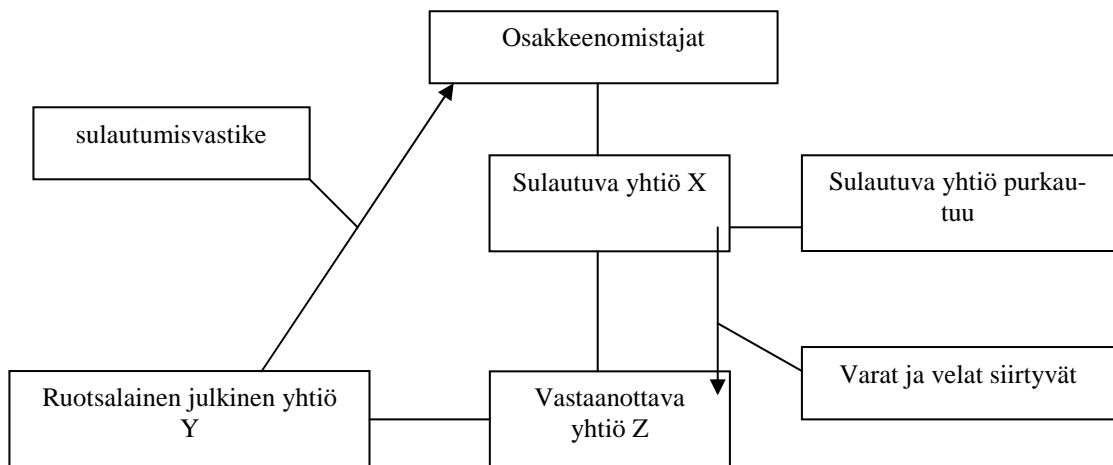 Osakkeenomistajat
sulautumisvastike
Sulautuva yhtiö X
Sulautuva yhtiö purkau-
tuu
Varat ja velat siirtyvät
Ruotsalainen julkinen yhtiö
Y
Vastaanottava
yhtiö Z